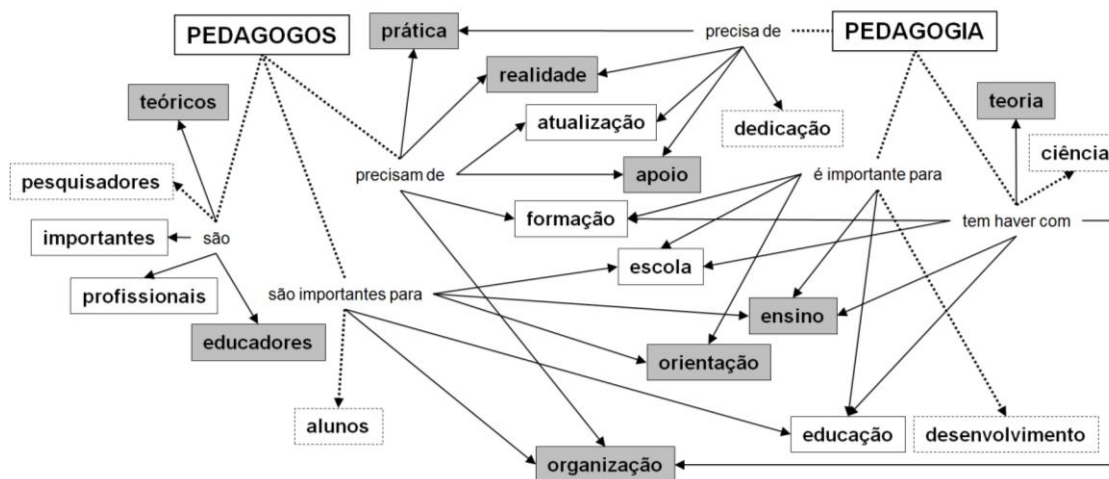 PEDAGOGOS
prática
precisa de
PEDAGOGIA
realidade
teóricos
teoria
atualização
dedicação
ciência
pesquisadores
precisam de
apoio
é importante para
formação
tem haver com
importantes
são
escola
profissionais
são importantes para
ensino
educadores
orientação
alunos
educação
desenvolvimento
organização